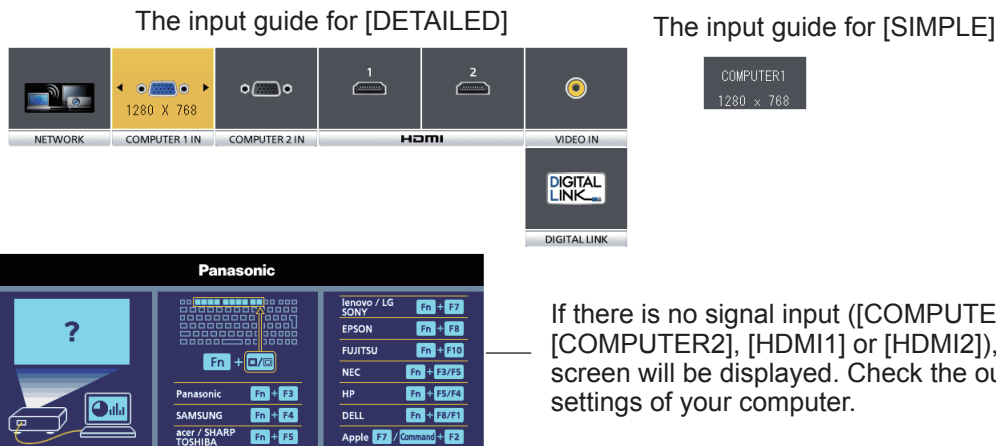 The input guide for [DETAILED]
The input guide for [SIMPLE]
1280 X 768
1
2
NETWORK
COMPUTER 1 IN
COMPUTER 2 IN
HDMI
VIDEO IN
DIGITAL LINK
DIGITAL LINK
COMPUTER1
1280 x 768
Panasonic
?
Fn +
Panasonic Fn + F3
SAMSUNG Fn + F4
acer / SHARP
TOSHIBA Fn + F5
lenovo / LG
SONY Fn + F7
EPSON Fn + F8
FUJITSU Fn + F10
NEC Fn + F3/F5
HP Fn + F5/F4
DELL Fn + F8/F1
Apple F7 / Command + F2
If there is no signal input ([COMPUTE
[COMPUTER2], [HDMI1] or [HDMI2]),
screen will be displayed. Check the ou
settings of your computer.